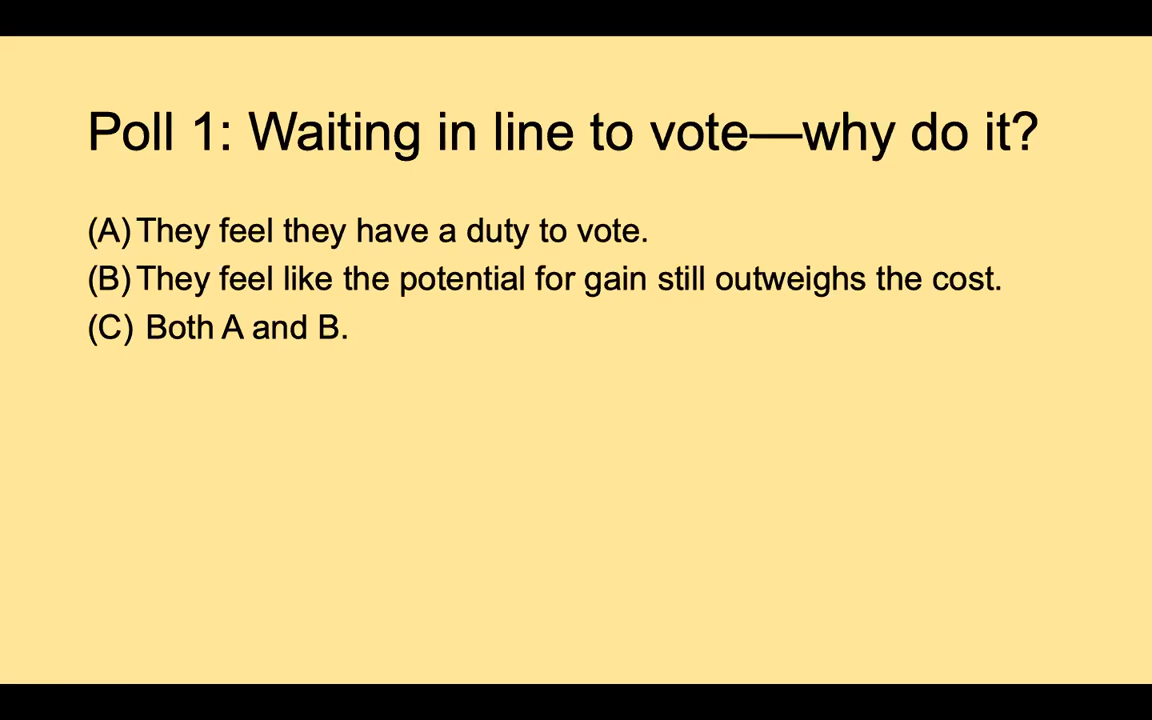 Poll 1: Waiting in line to vote—why do it?
(A) They feel they have a duty to vote.
(B) They feel like the potential for gain still outweighs the cost.
(C) Both A and B.